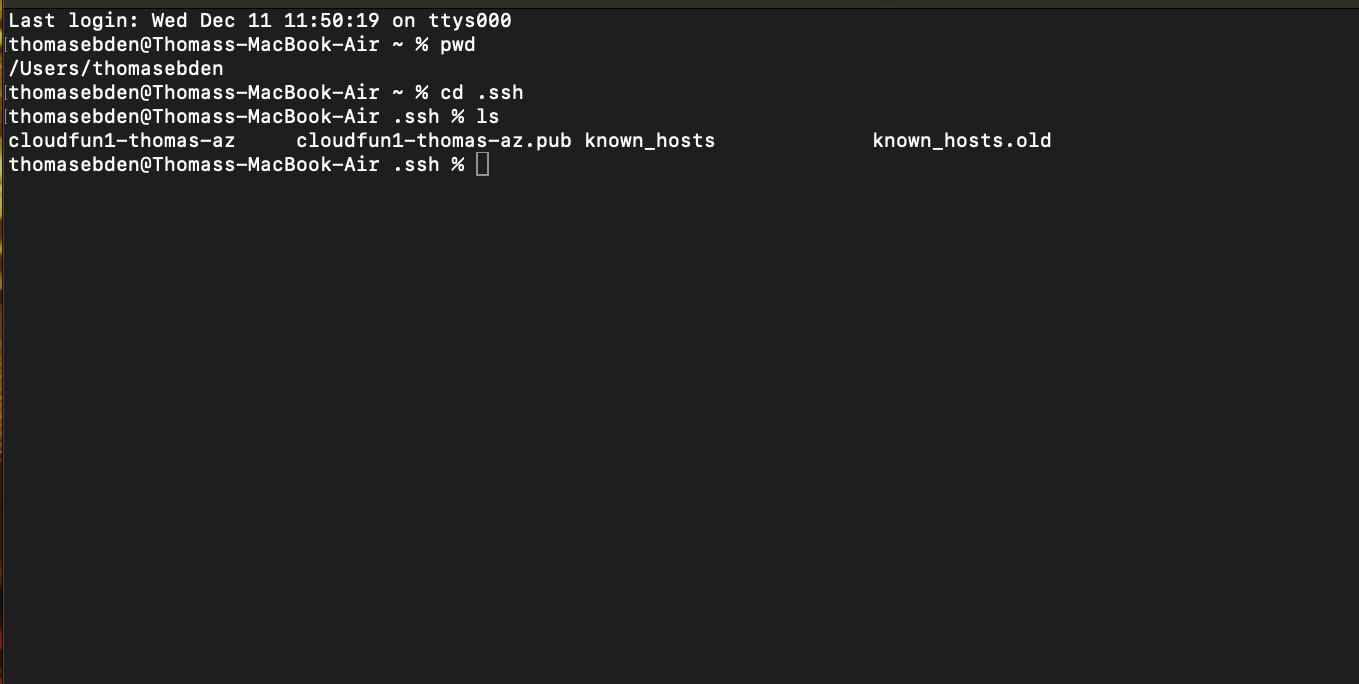 Last login: Wed Dec 11 11:50:19 on ttys000
[thomasebden@Thomass-MacBook-Air ~ % pwd
/Users/thomasebden
[thomasebden@Thomass-MacBook-Air ~ % cd .ssh
[thomasebden@Thomass-MacBook-Air .ssh % ls
cloudfun1-thomas-az     cloudfun1-thomas-az.pub known_hosts             known_hosts.old
thomasebden@Thomass-MacBook-Air .ssh %